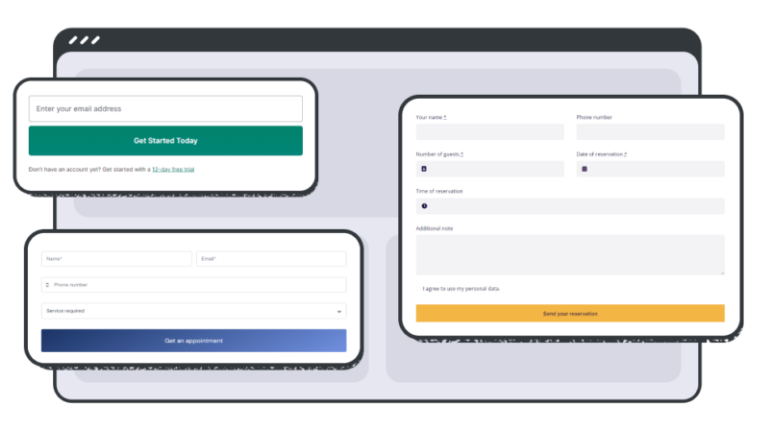 Enter your email address
Get Started Today
Don't have an account yet? Get started with a 12-day free trial
Name*
Email*
Phone number
Service required
Get an appointment
Your name *
Phone number
Number of guests *
Date of reservation *
Time of reservation
Additional note
I agree to use my personal data.
Send your reservation